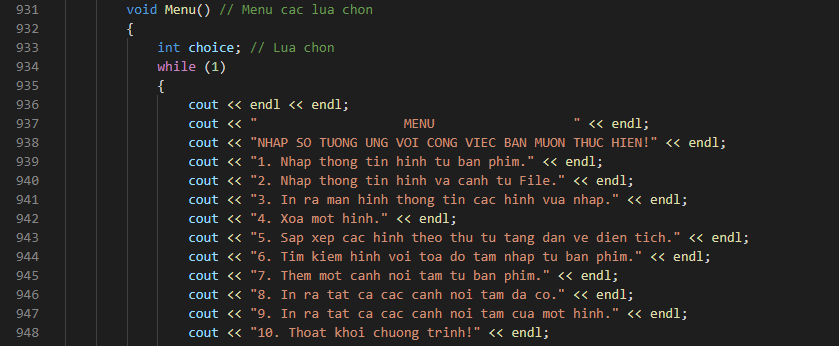 931 void Menu() // Menu cac lua chon
932 {
933 int choice; // Lua chon
934 while (1)
935 {
936 cout << endl << endl;
937 cout << "                   MENU                  " << endl;
938 cout << "NHAP SO TUONG UNG VOI CONG VIEC BAN MUON THUC HIEN!" << endl;
939 cout << "1. Nhap thong tin hinh tu ban phim." << endl;
940 cout << "2. Nhap thong tin hinh va canh tu File." << endl;
941 cout << "3. In ra man hinh thong tin cac hinh vua nhap." << endl;
942 cout << "4. Xoa mot hinh." << endl;
943 cout << "5. Sap xep cac hinh theo thu tu tang dan ve dien tich." << endl;
944 cout << "6. Tim kiem hinh voi toa do tam nhap tu ban phim." << endl;
945 cout << "7. Them mot canh noi tam tu ban phim." << endl;
946 cout << "8. In ra tat ca cac canh noi tam da co." << endl;
947 cout << "9. In ra tat ca cac canh noi tam cua mot hinh." << endl;
948 cout << "10. Thoat khoi chuong trinh!" << endl;